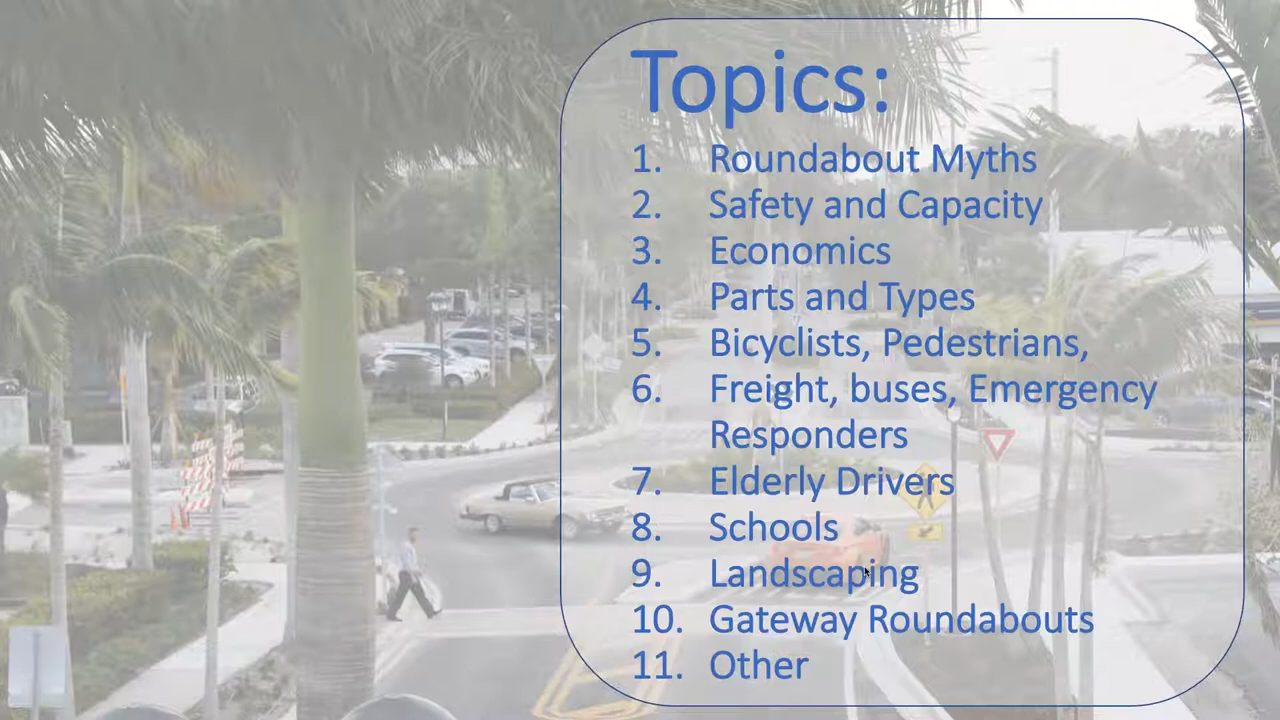 Topics:
1. Roundabout Myths
2. Safety and Capacity
3. Economics
4. Parts and Types
5. Bicyclists, Pedestrians,
6. Freight, buses, Emergency
Responders
7. Elderly Drivers
8. Schools
9. Landscaping
10. Gateway Roundabouts
11. Other